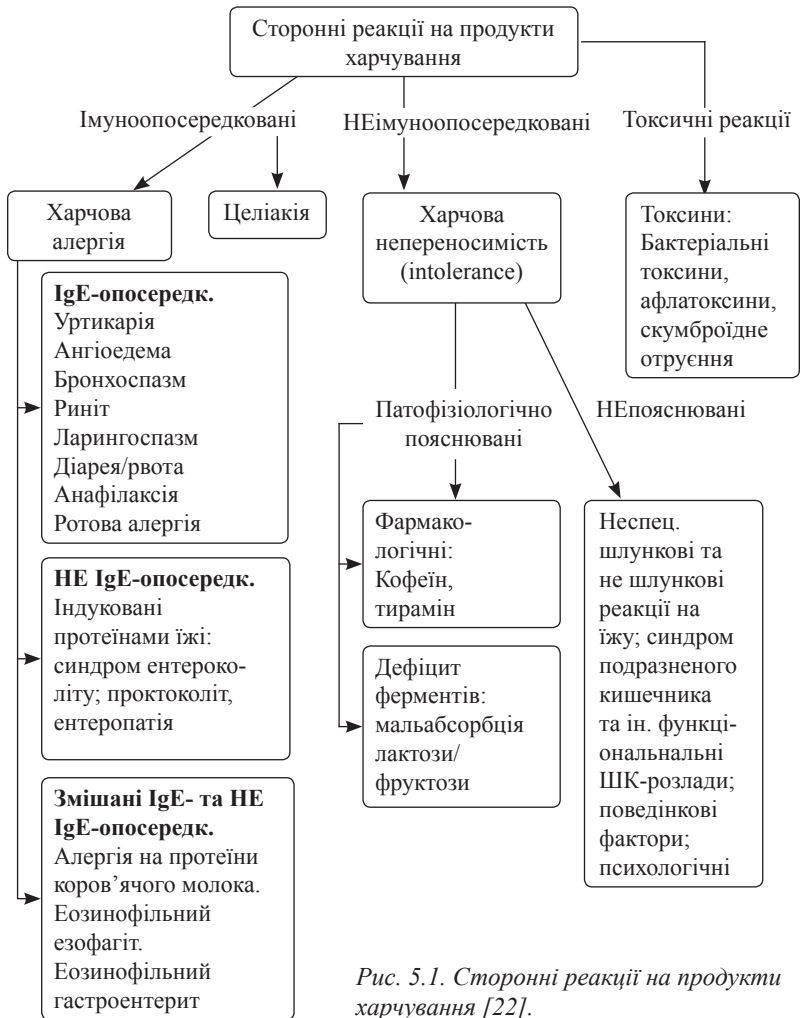 Сторонні реакції на продукти
харчування
Імуноопосередковані
НЕімуноопосередковані
Токсичні реакції
Харчова
алергія
Целіакія
Харчова
непереносимість
(intolerance)
Токсини:
Бактеріальні
токсини,
афлатоксини,
скумброїдне
отруєння
IgE-опосередк.
Уртикарія
Ангіоедема
Бронхоспазм
Риніт
Ларингоспазм
Діарея/рвота
Анафілаксія
Ротова алергія
НЕ IgE-опосередк.
Індуковані
протеїнами їжі:
синдром ентероко-
літу; проктоколіт,
ентеропатія
Змішані IgE- та НЕ
IgE-опосередк.
Алергія на протеїни
коров’ячого молока.
Еозинофільний
езофагіт.
Еозинофільний
гастроентерит
Патофізіологічно
пояснювані
НЕпояснювані
Фармако-
логічні:
Кофеїн,
тирамін
Дефіцит
ферментів:
мальабсорбція
лактози/
фруктози
Неспец.
шлункові та
не шлункові
реакції на
їжу; синдром
подразненого
кишечника
та ін. функці-
ональнальні
ШК-розлади;
поведінкові
фактори;
психологічні
Рис. 5.1. Сторонні реакції на продукти
харчування [22].